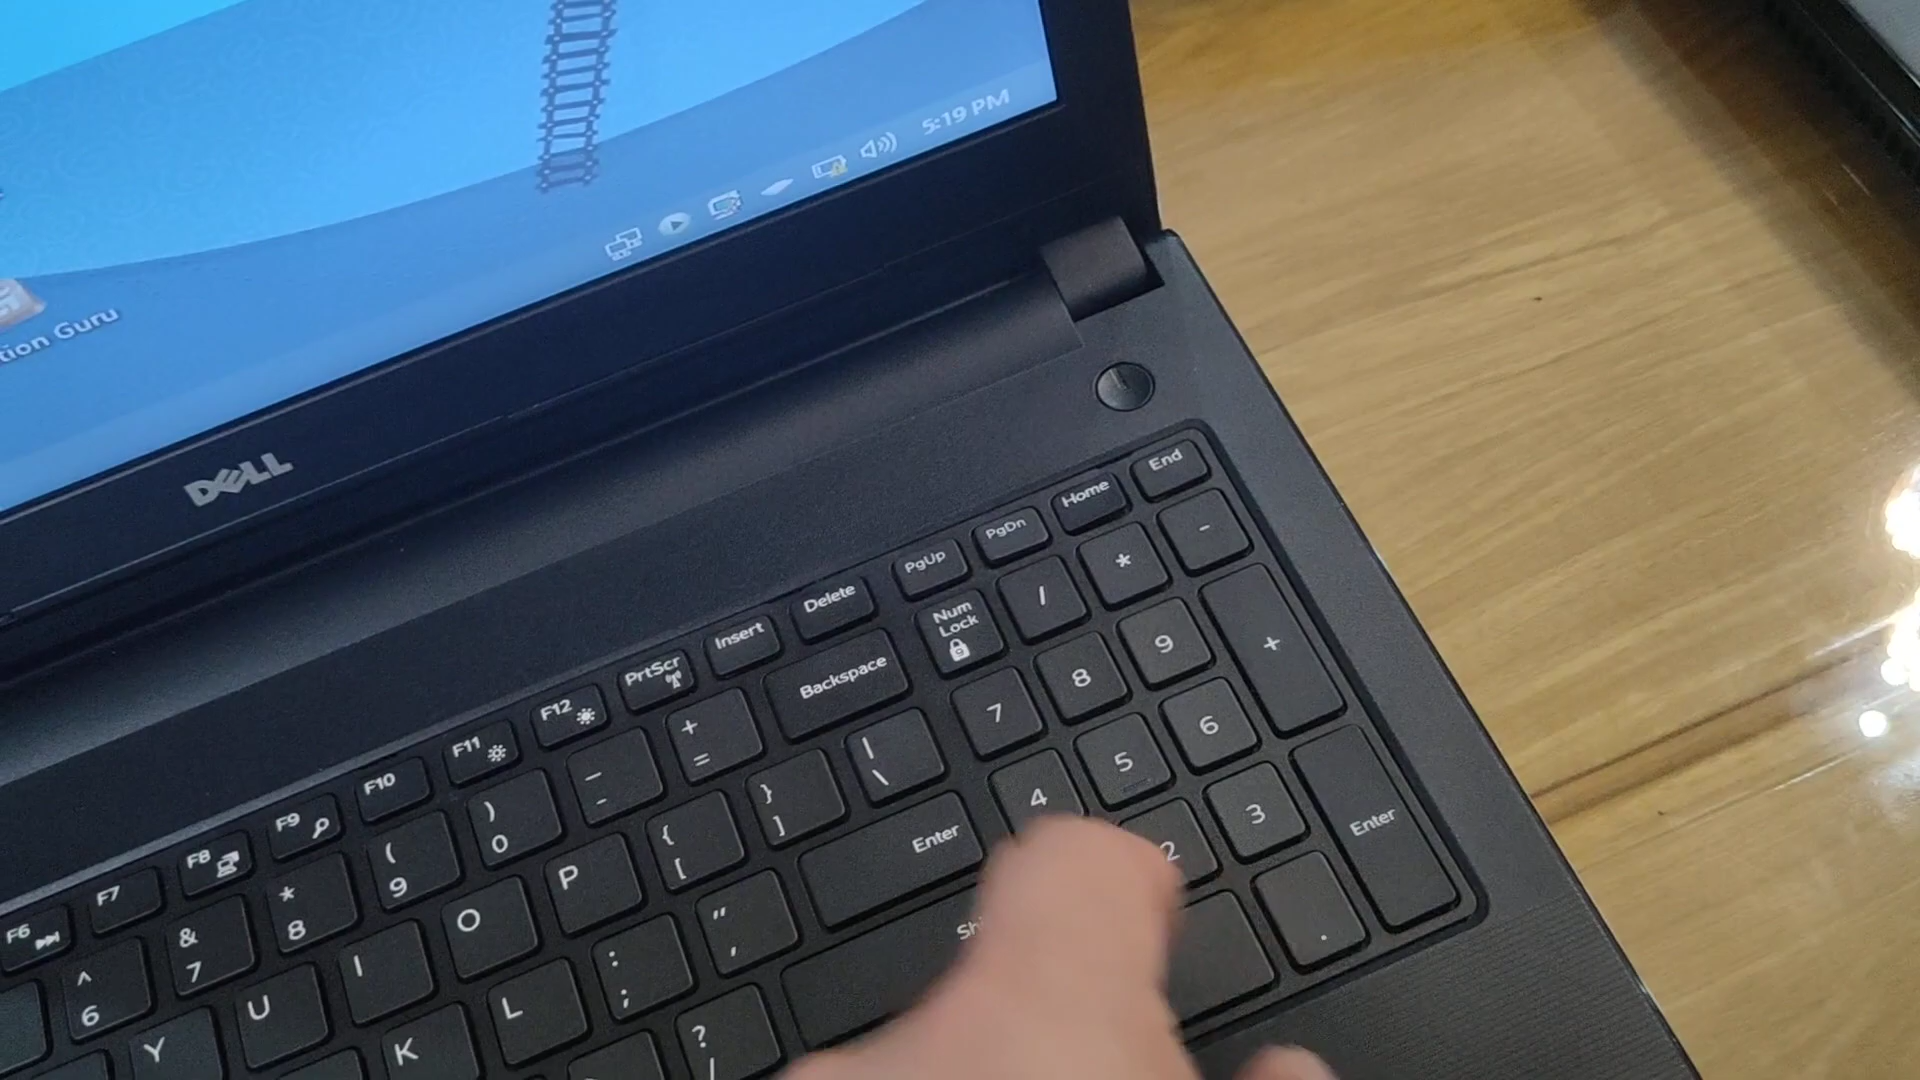 5:19 PM
tion Guru
DELL
End
Home
PgDn
PgUp
Delete
Insert
PrtScr
F12
F11
F10
F9
F8
F7
F6
-
*
/
Num
Lock
9
Backspace
+
=
_
-
)
0
(
9
*
8
&
7
^
6
+
9
8
7
|
\
}
]
{
[
P
O
I
U
Y
6
5
4
Enter
"
,
:
;
L
K
Enter
3
2
.
?
/